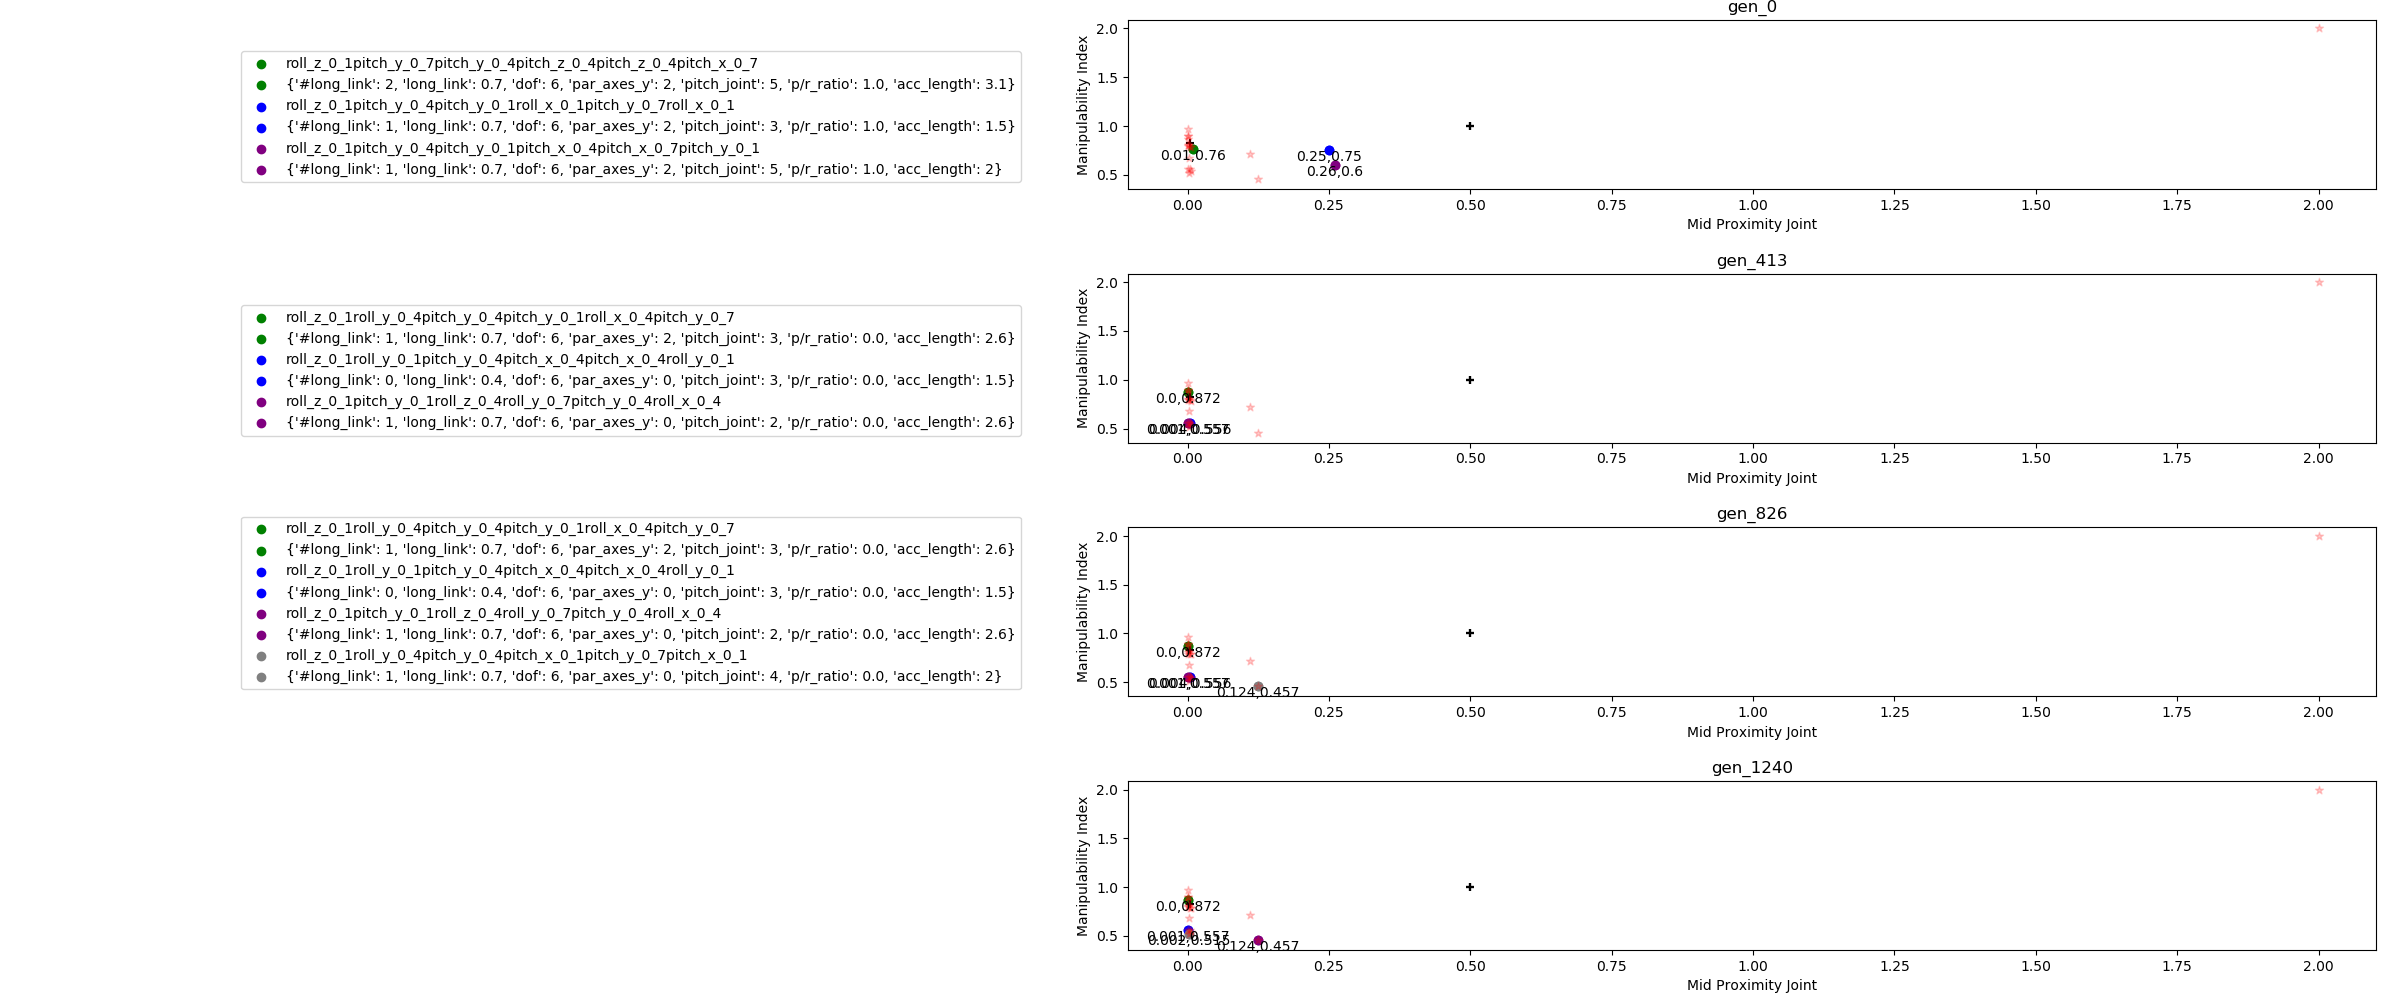 gen_0
roll_z_0_1pitch_y_0_7pitch_y_0_4pitch_z_0_4pitch_z_0_4pitch_x_0_7
{'#long_link': 2, 'long_link': 0.7, 'dof': 6, 'par_axes_y': 2, 'pitch_joint': 5, 'p/r_ratio': 1.0, 'acc_length': 3.1}
roll_z_0_1pitch_y_0_4pitch_y_0_1roll_x_0_1pitch_y_0_7roll_x_0_1
{'#long_link': 1, 'long_link': 0.7, 'dof': 6, 'par_axes_y': 2, 'pitch_joint': 3, 'p/r_ratio': 1.0, 'acc_length': 1.5}
roll_z_0_1pitch_y_0_4pitch_y_0_1pitch_x_0_4pitch_x_0_7pitch_y_0_1
{'#long_link': 1, 'long_link': 0.7, 'dof': 6, 'par_axes_y': 2, 'pitch_joint': 5, 'p/r_ratio': 1.0, 'acc_length': 2}
Manipulability Index
2.0
1.5
1.0
0.5
0.01,0.76
0.25,0.75
0.26,0.6
0.00 0.25 0.50 0.75 1.00 1.25 1.50 1.75 2.00
Mid Proximity Joint
gen_413
roll_z_0_1roll_y_0_4pitch_y_0_4pitch_y_0_1roll_x_0_4pitch_y_0_7
{'#long_link': 1, 'long_link': 0.7, 'dof': 6, 'par_axes_y': 2, 'pitch_joint': 3, 'p/r_ratio': 0.0, 'acc_length': 2.6}
roll_z_0_1roll_y_0_1pitch_y_0_4pitch_x_0_4pitch_x_0_4roll_y_0_1
{'#long_link': 0, 'long_link': 0.4, 'dof': 6, 'par_axes_y': 0, 'pitch_joint': 3, 'p/r_ratio': 0.0, 'acc_length': 1.5}
roll_z_0_1pitch_y_0_1roll_z_0_4roll_y_0_7pitch_y_0_4roll_x_0_4
{'#long_link': 1, 'long_link': 0.7, 'dof': 6, 'par_axes_y': 0, 'pitch_joint': 2, 'p/r_ratio': 0.0, 'acc_length': 2.6}
Manipulability Index
2.0
1.5
1.0
0.5
0.0,0.872
0.00 0.25 0.50 0.75 1.00 1.25 1.50 1.75 2.00
Mid Proximity Joint
gen_826
roll_z_0_1roll_y_0_4pitch_y_0_4pitch_y_0_1roll_x_0_4pitch_y_0_7
{'#long_link': 1, 'long_link': 0.7, 'dof': 6, 'par_axes_y': 2, 'pitch_joint': 3, 'p/r_ratio': 0.0, 'acc_length': 2.6}
roll_z_0_1roll_y_0_1pitch_y_0_4pitch_x_0_4pitch_x_0_4roll_y_0_1
{'#long_link': 0, 'long_link': 0.4, 'dof': 6, 'par_axes_y': 0, 'pitch_joint': 3, 'p/r_ratio': 0.0, 'acc_length': 1.5}
roll_z_0_1pitch_y_0_1roll_z_0_4roll_y_0_7pitch_y_0_4roll_x_0_4
{'#long_link': 1, 'long_link': 0.7, 'dof': 6, 'par_axes_y': 0, 'pitch_joint': 2, 'p/r_ratio': 0.0, 'acc_length': 2.6}
roll_z_0_1roll_y_0_4pitch_y_0_4pitch_x_0_1pitch_y_0_7pitch_x_0_1
{'#long_link': 1, 'long_link': 0.7, 'dof': 6, 'par_axes_y': 0, 'pitch_joint': 4, 'p/r_ratio': 0.0, 'acc_length': 2}
Manipulability Index
2.0
1.5
1.0
0.5
0.0,0.872
0.124,0.457
0.00 0.25 0.50 0.75 1.00 1.25 1.50 1.75 2.00
Mid Proximity Joint
gen_1240
Manipulability Index
2.0
1.5
1.0
0.5
0.0,0.872
0.001,0.557
0.002,0.515
0.124,0.457
0.00 0.25 0.50 0.75 1.00 1.25 1.50 1.75 2.00
Mid Proximity Joint